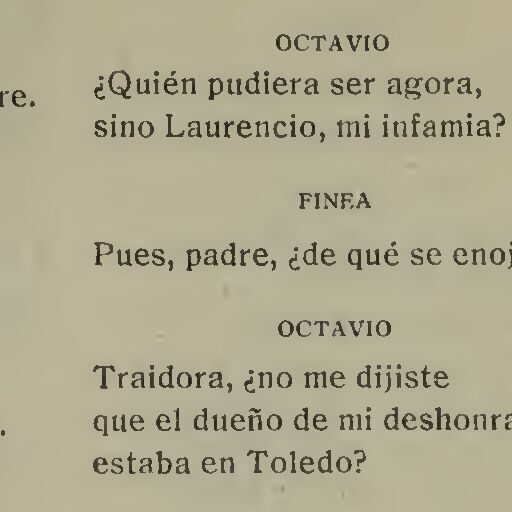 OCTAVIO
re.
¿Quién pudiera ser agora,
sino Laurencio, mi infamia?
FINEA
Pues, padre, ¿de qué se enoj
OCTAVIO
Traidora, ¿no me dijiste
que el dueño de mi deshonra
.
estaba en Toledo?